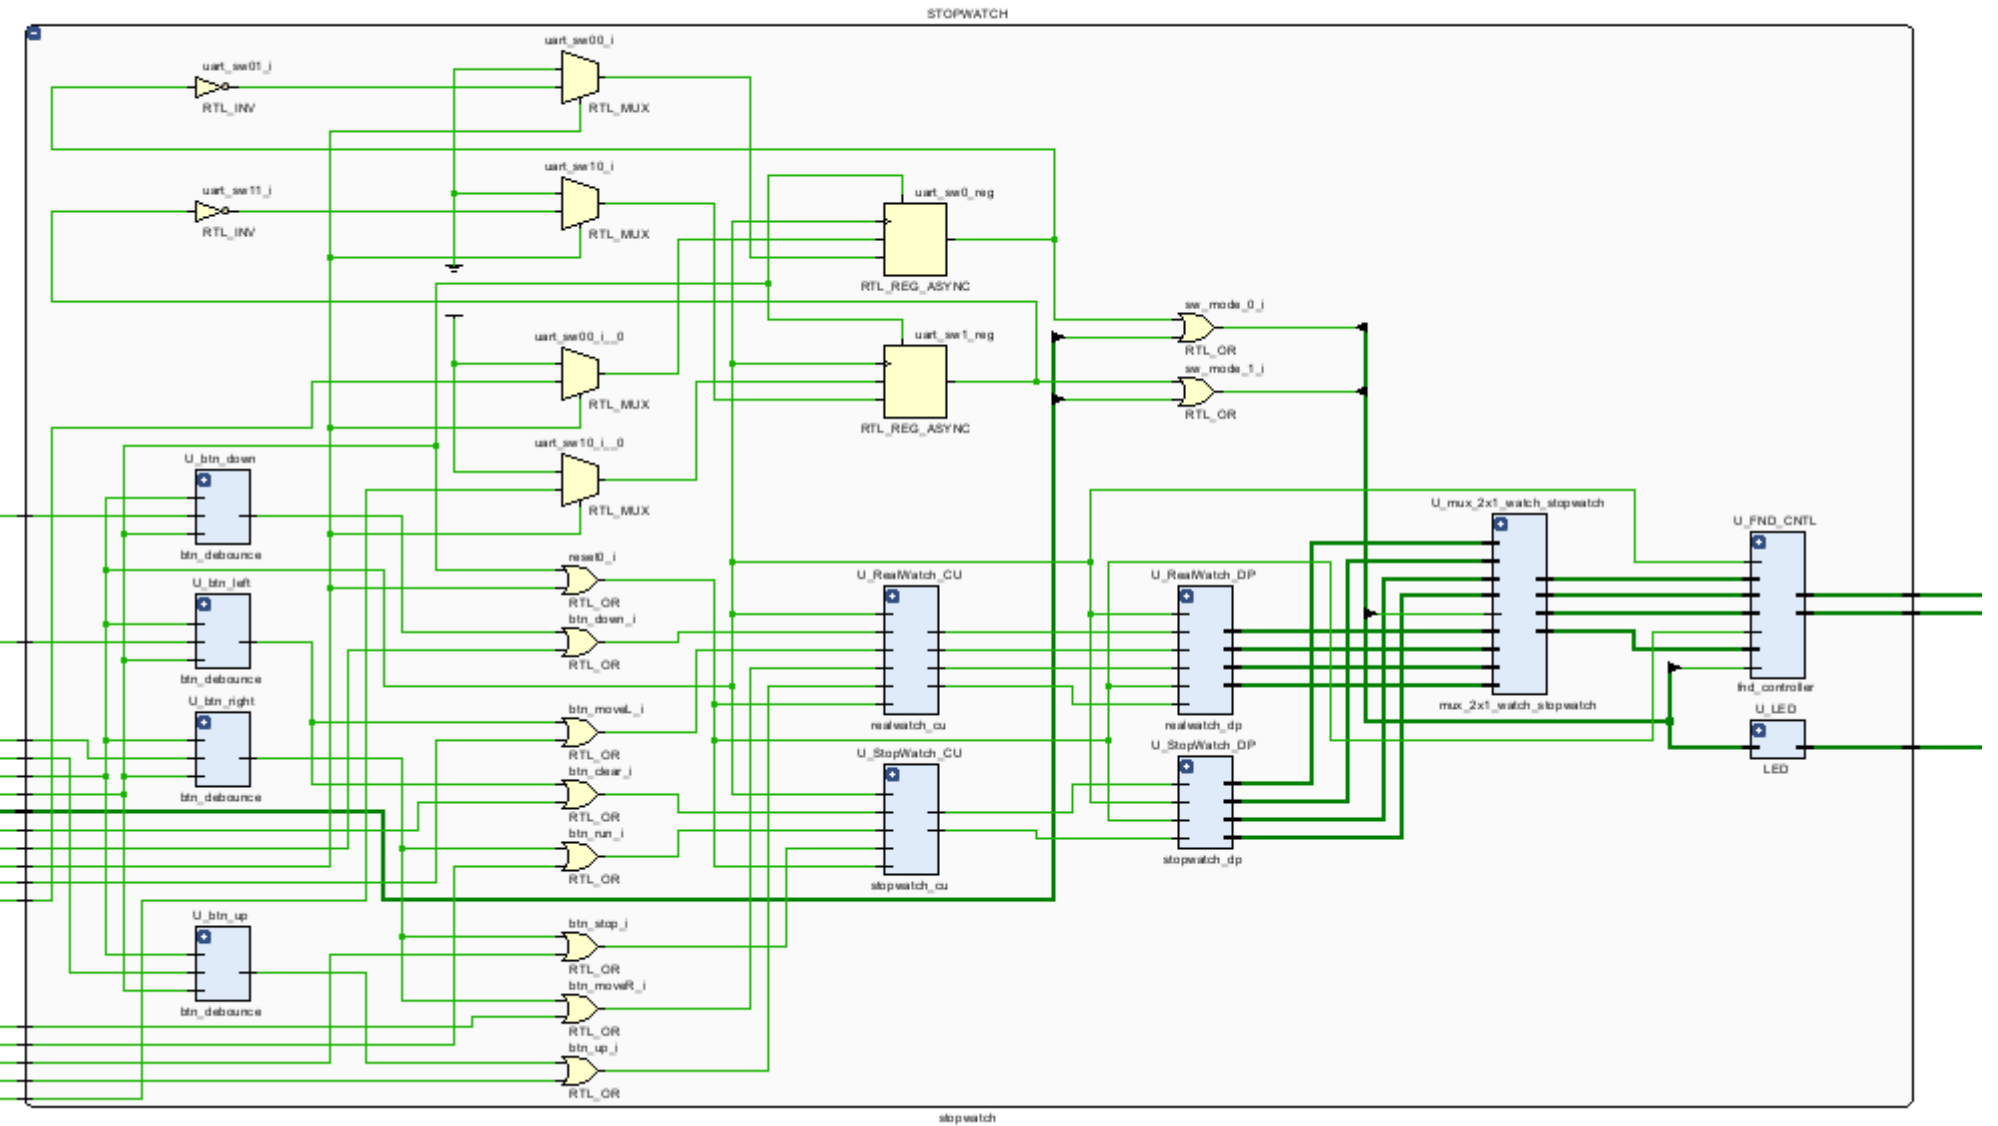 STOPWATCH
uart_sw00_i
uart_sw01_i
RTL_INV
RTL_MUX
uart_sw10_i
uart_sw11_i
RTL_INV
RTL_MUX
uart_sw0_reg
RTL_REG_ASYNC
sw_mode_0_i
RTL_OR
uart_sw00_i__0
RTL_MUX
uart_sw1_reg
RTL_REG_ASYNC
sw_mode_1_i
RTL_OR
uart_sw10_i__0
RTL_MUX
U_btn_down
btn_debounce
U_mux_2x1_watch_stopwatch
mux_2x1_watch_stopwatch
U_FND_CNTL
fnd_controller
reset0_i
RTL_OR
U_btn_left
btn_debounce
btn_down_i
RTL_OR
U_RealWatch_CU
realwatch_cu
U_RealWatch_DP
realwatch_dp
U_btn_right
btn_debounce
btn_moveL_i
RTL_OR
U_LED
LED
U_StopWatch_CU
stopwatch_cu
U_StopWatch_DP
stopwatch_dp
btn_clear_i
RTL_OR
btn_run_i
RTL_OR
U_btn_up
btn_debounce
btn_stop_i
RTL_OR
btn_moveR_i
RTL_OR
btn_up_i
RTL_OR
stopwatch